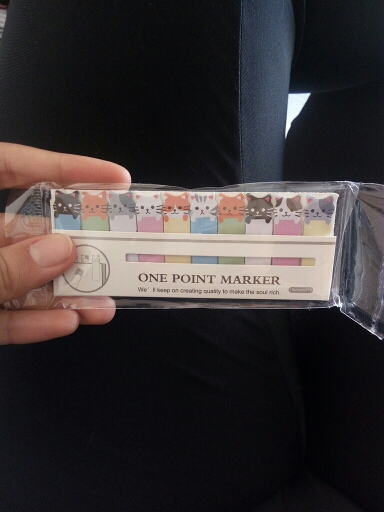 ONE POINT MARKER
We'll keep on creating quality to make the soul rich.